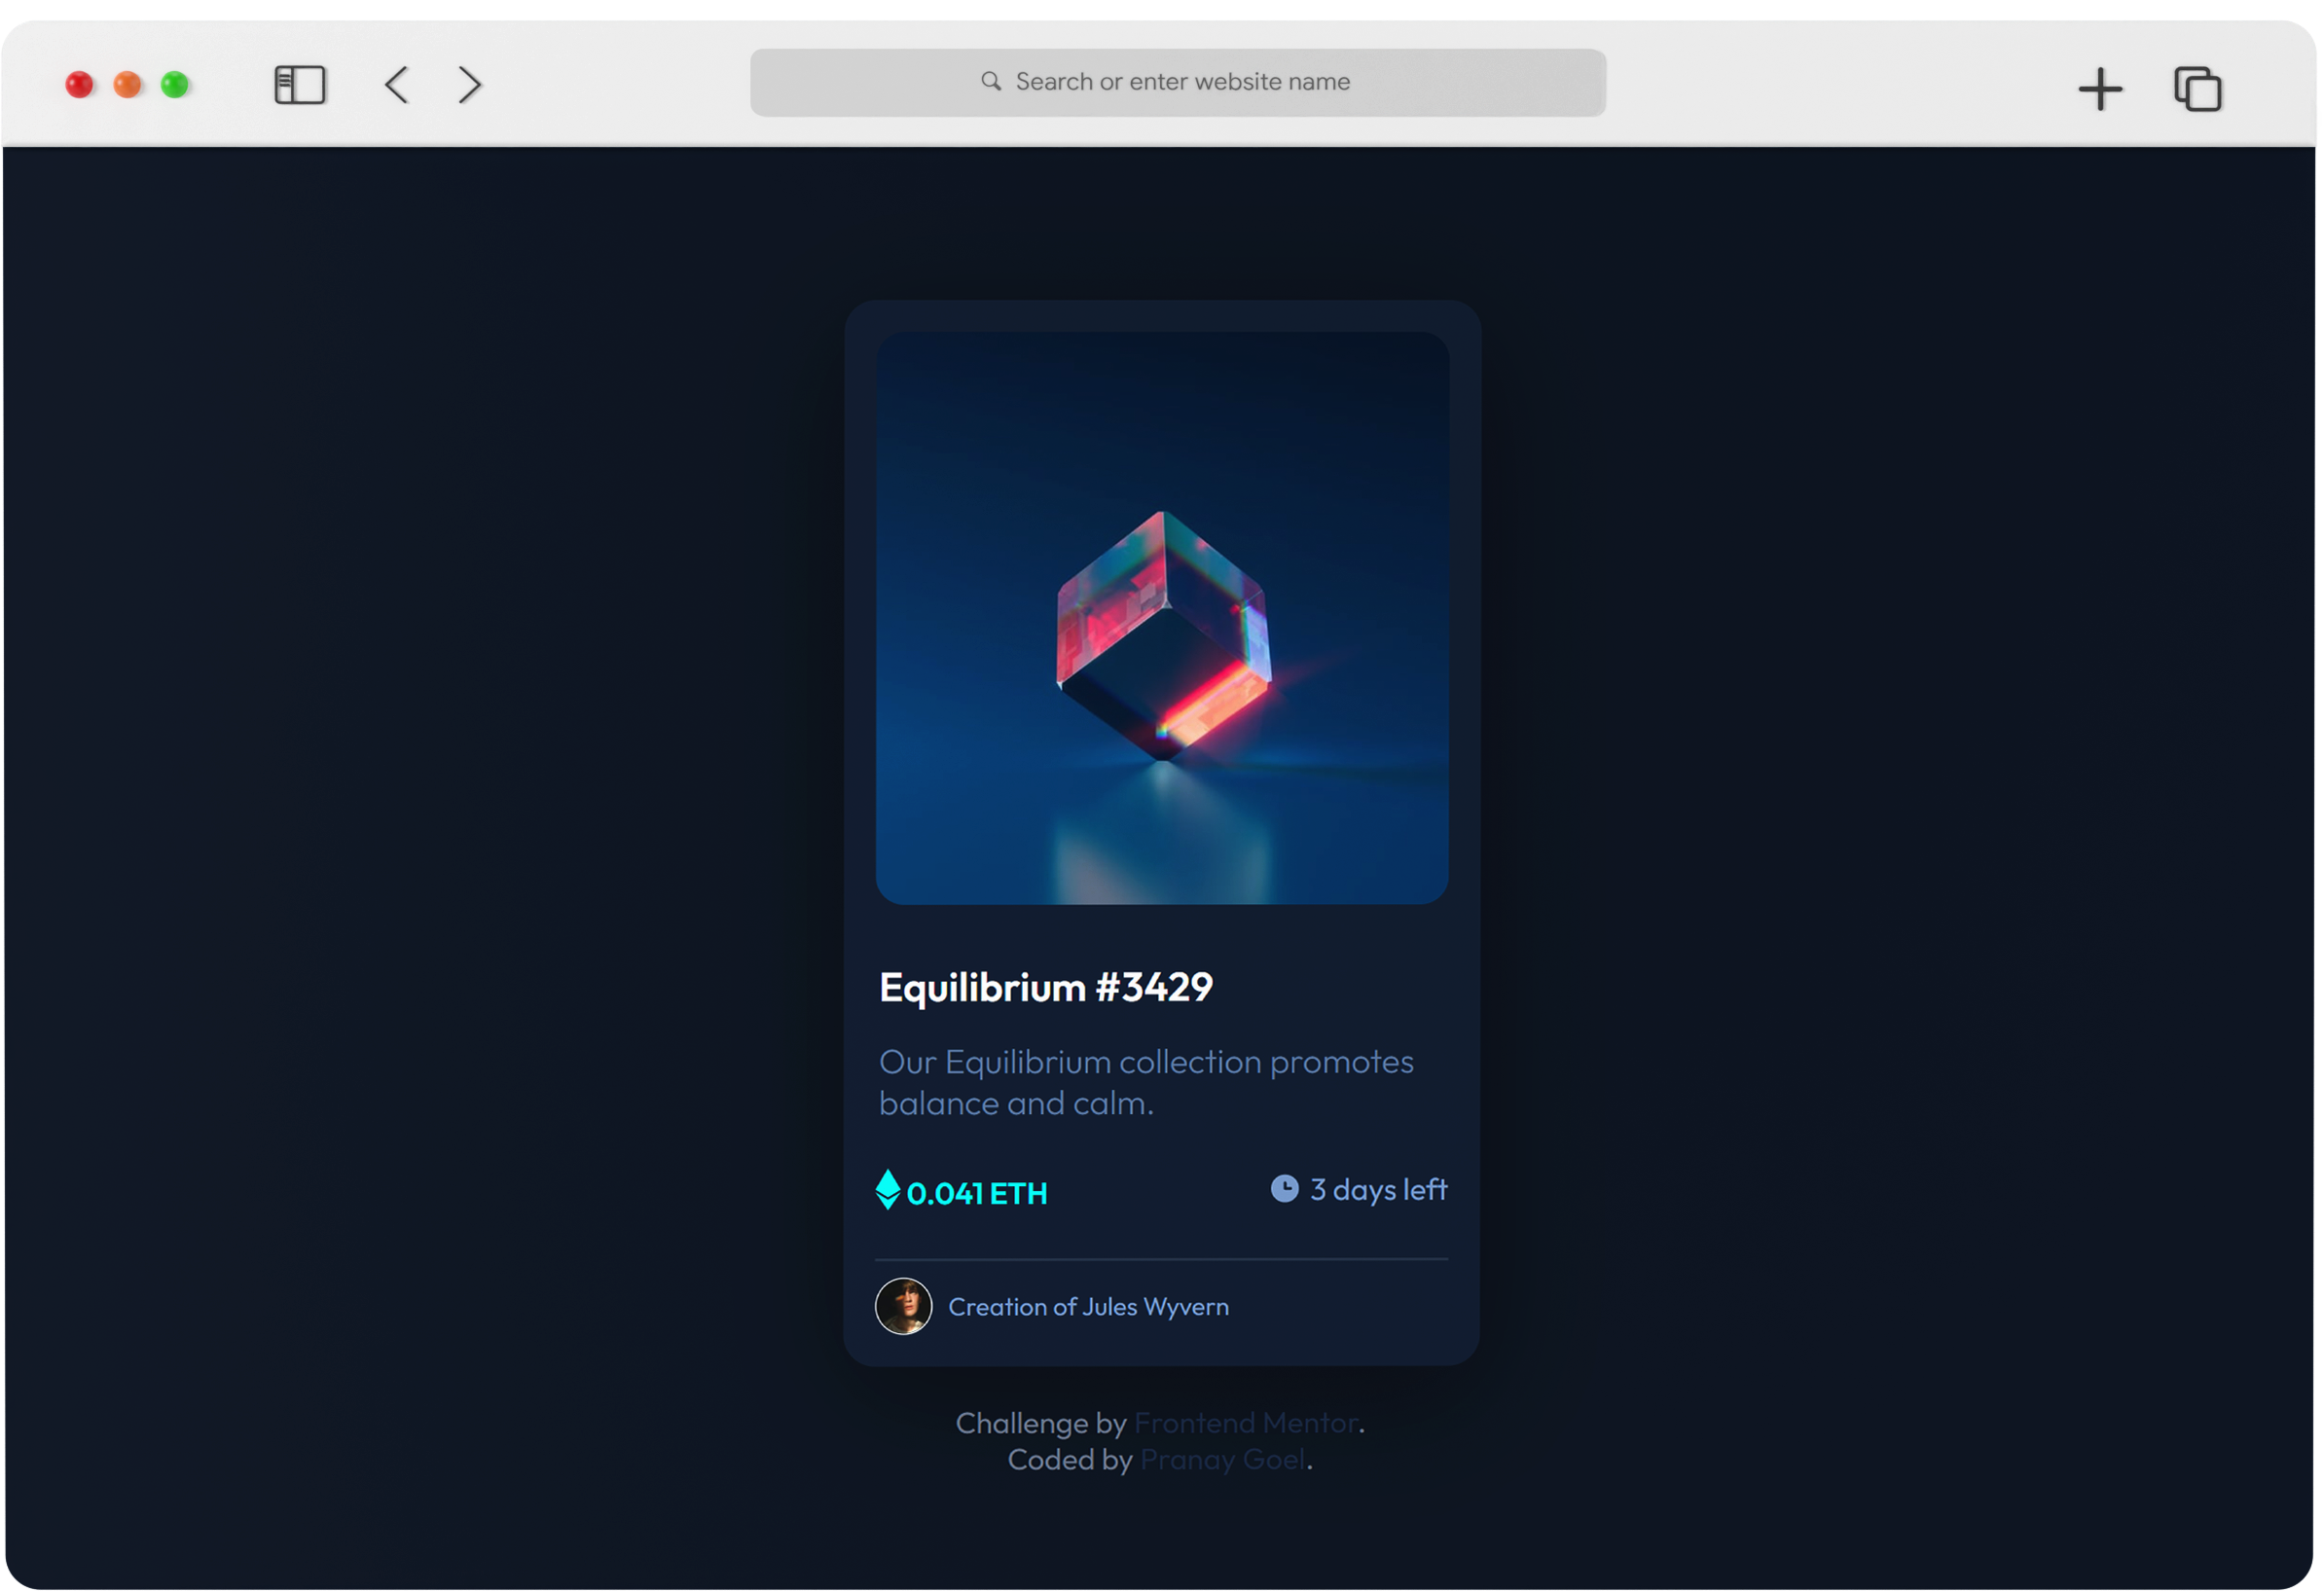 Search or enter website name
Equilibrium #3429
Our Equilibrium collection promotes
balance and calm.
0.041 ETH
3 days left
Creation of Jules Wyvern
Challenge by Frontend Mentor.
Coded by Pranay Goel.